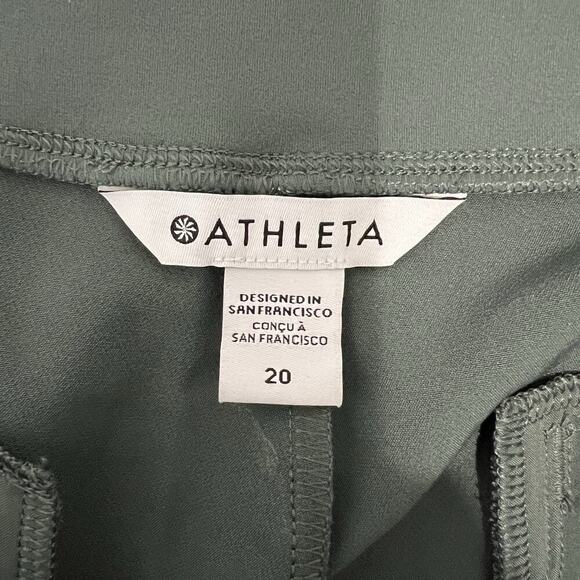 ATHLETA
DESIGNED IN
SAN FRANCISCO
CONÇU À
SAN FRANCISCO
20